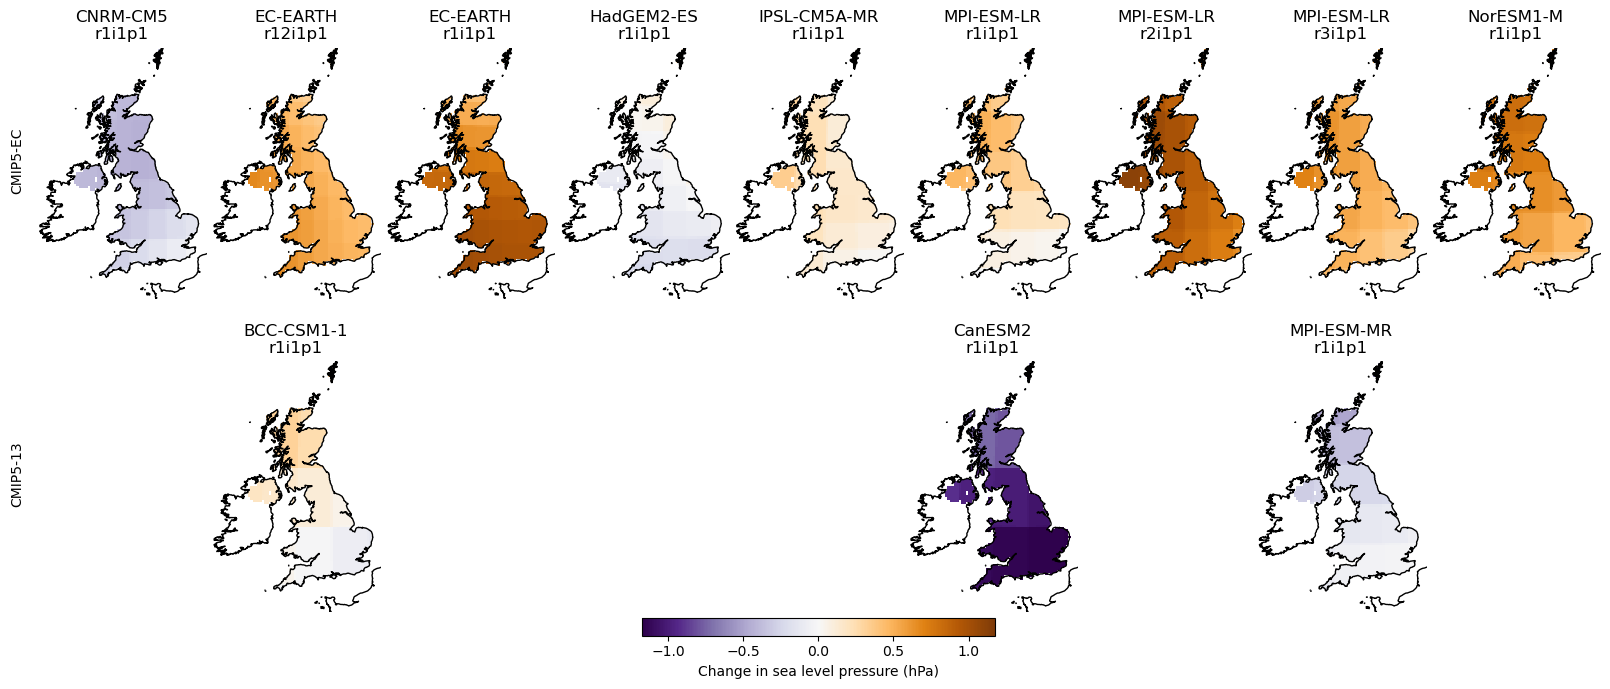 CNRM-CM5
r1i1p1
EC-EARTH
r12i1p1
EC-EARTH
r1i1p1
HadGEM2-ES
r1i1p1
IPSL-CM5A-MR
r1i1p1
MPI-ESM-LR
r1i1p1
MPI-ESM-LR
r2i1p1
MPI-ESM-LR
r3i1p1
NorESM1-M
r1i1p1
CMIP5-EC
BCC-CSM1-1
r1i1p1
CanESM2
r1i1p1
MPI-ESM-MR
r1i1p1
CMIP5-13
−1.0 −0.5 0.0 0.5 1.0
Change in sea level pressure (hPa)